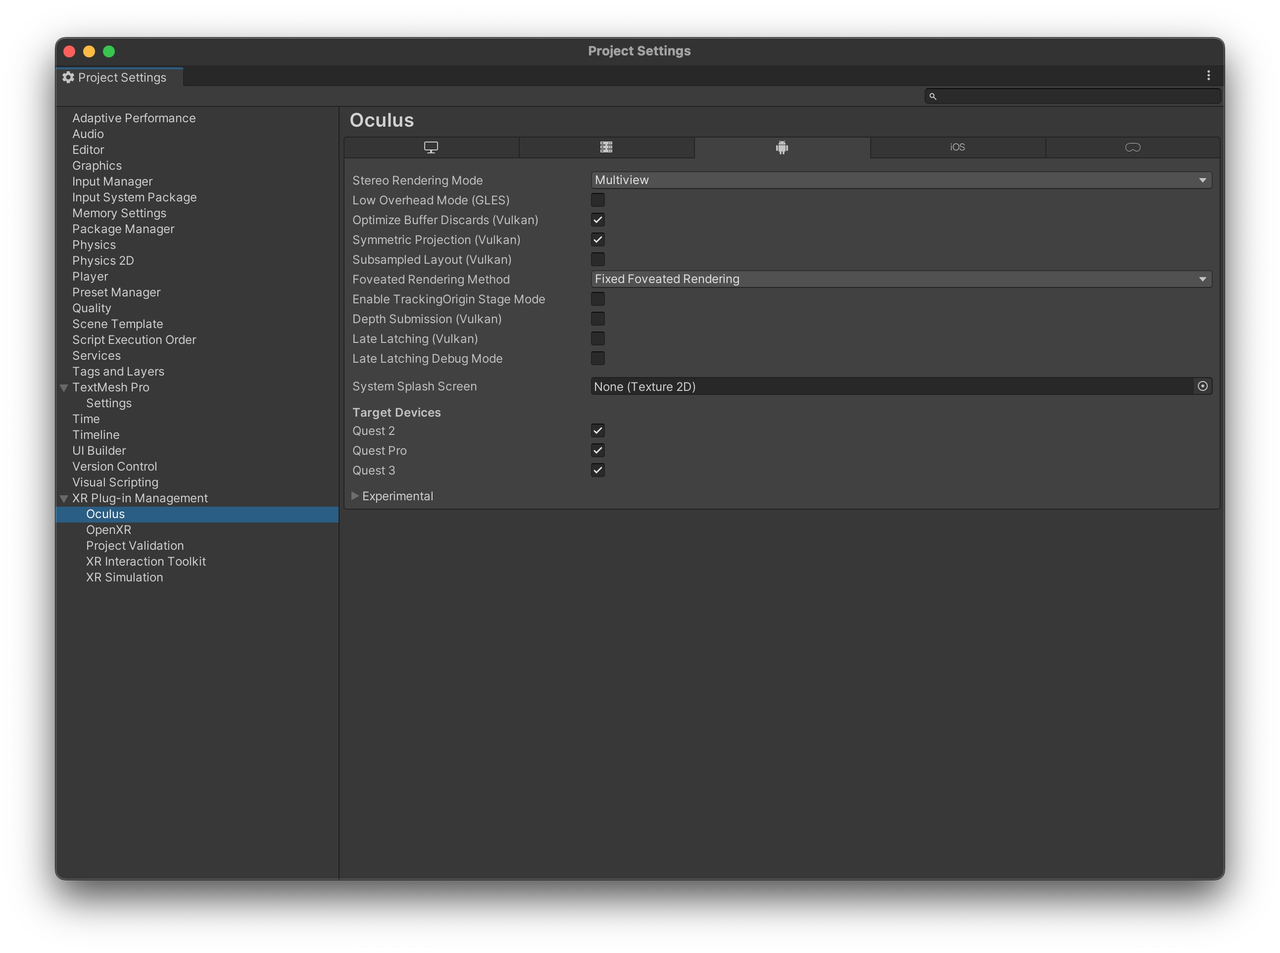 Project Settings
Project Settings
Adaptive Performance
Audio
Editor
Graphics
Input Manager
Input System Package
Memory Settings
Package Manager
Physics
Physics 2D
Player
Preset Manager
Quality
Scene Template
Script Execution Order
Services
Tags and Layers
TextMesh Pro
Settings
Time
Timeline
UI Builder
Version Control
Visual Scripting
XR Plug-in Management
Oculus
OpenXR
Project Validation
XR Interaction Toolkit
XR Simulation
Oculus
iOS
Stereo Rendering Mode Multiview
Low Overhead Mode (GLES)
Optimize Buffer Discards (Vulkan)
Symmetric Projection (Vulkan)
Subsampled Layout (Vulkan)
Foveated Rendering Method Fixed Foveated Rendering
Enable TrackingOrigin Stage Mode
Depth Submission (Vulkan)
Late Latching (Vulkan)
Late Latching Debug Mode
System Splash Screen None (Texture 2D)
Target Devices
Quest 2
Quest Pro
Quest 3
Experimental